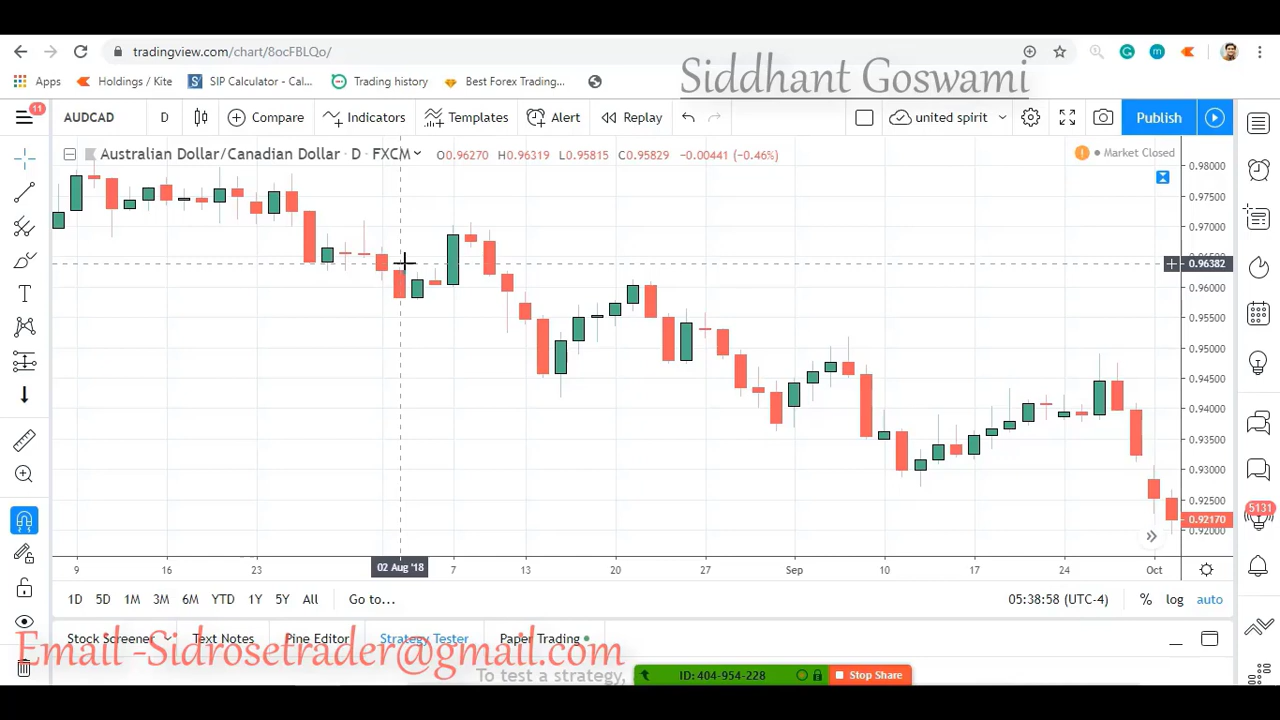 tradingview.com/chart/8ocFBLQo/
Apps Holdings / Kite SIP Calculator - Cal... Trading history Best Forex Trading...
Siddhant Goswami
11
AUDCAD D Compare Indicators Templates Alert Replay united spirit Publish
Australian Dollar/Canadian Dollar · D · FXCM O0.96270 H0.96319 L0.95815 C0.95829 −0.00441 (−0.46%)
Market Closed
0.98000
0.97500
0.97000
0.96382
0.96000
0.95500
0.95000
0.94500
0.94000
0.93500
0.93000
0.92500
0.92170
0.92000
5131
9 16 23 02 Aug '18 7 13 20 27 Sep 10 17 24 Oct
1D 5D 1M 3M 6M YTD 1Y 5Y All Go to... 05:38:58 (UTC-4) % log auto
Stock Screener Text Notes Pine Editor Strategy Tester Paper Trading
Email -Sidrosetrader@gmail.com
To test a strategy,
ID: 404-954-228 Stop Share